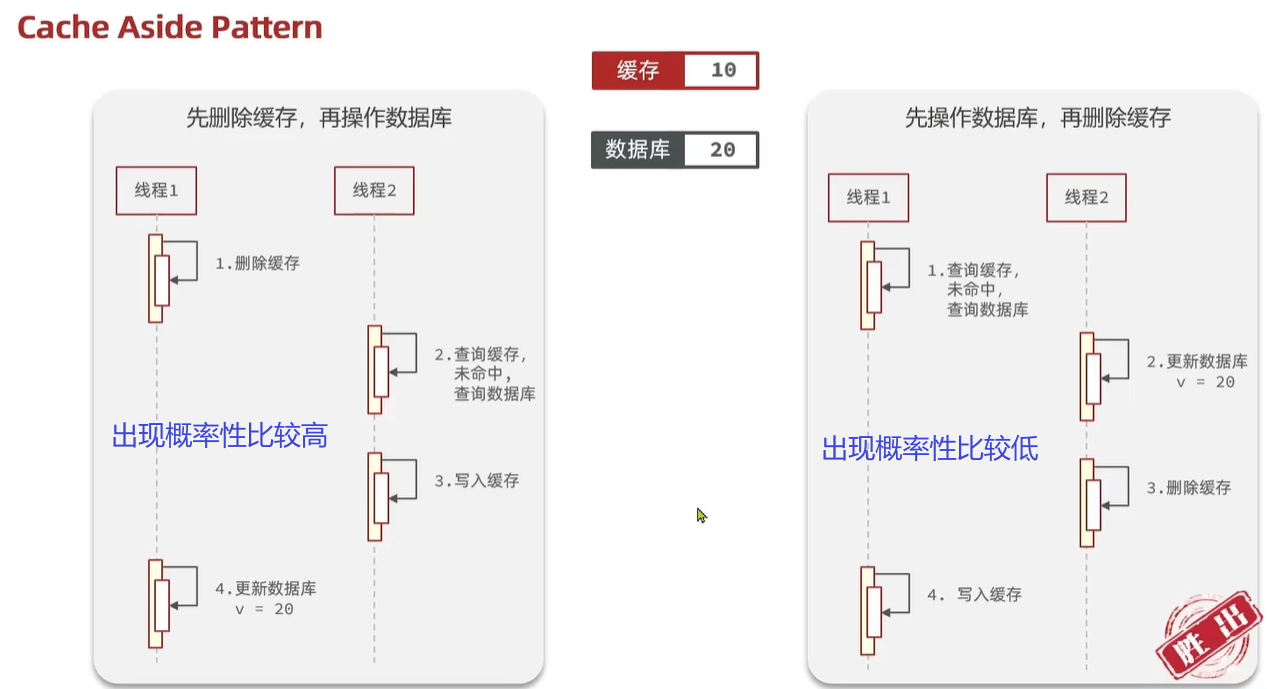 Cache Aside Pattern
缓存 10
数据库 20
先删除缓存，再操作数据库
线程1
线程2
1.删除缓存
2.查询缓存，
未命中，
查询数据库
出现概率性比较高
3.写入缓存
4.更新数据库
v = 20
先操作数据库，再删除缓存
线程1
线程2
1.查询缓存，
未命中，
查询数据库
2.更新数据库
v = 20
出现概率性比较低
3.删除缓存
4. 写入缓存
胜出